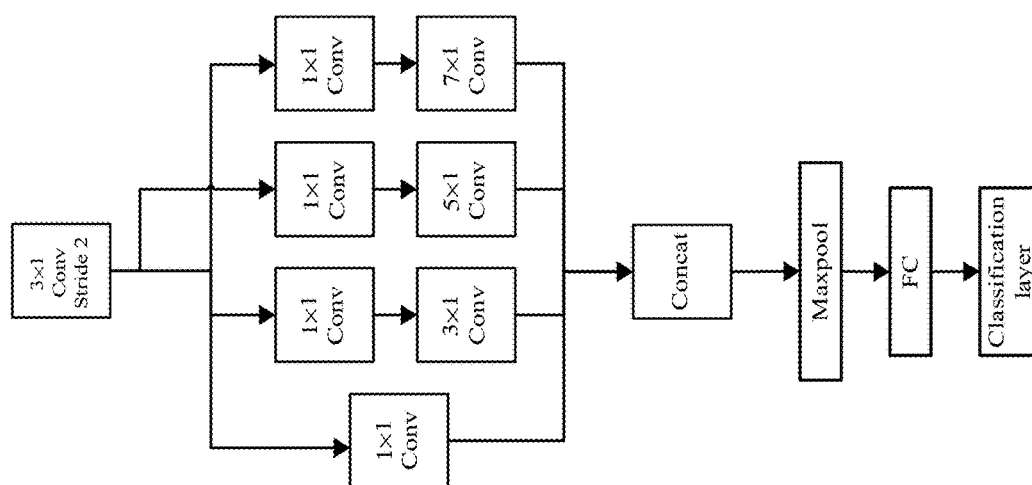 3×1
Conv
Stride 2
1×1
Conv
7×1
Conv
1×1
Conv
5×1
Conv
1×1
Conv
3×1
Conv
1×1
Conv
Concat
Maxpool
FC
Classification
layer